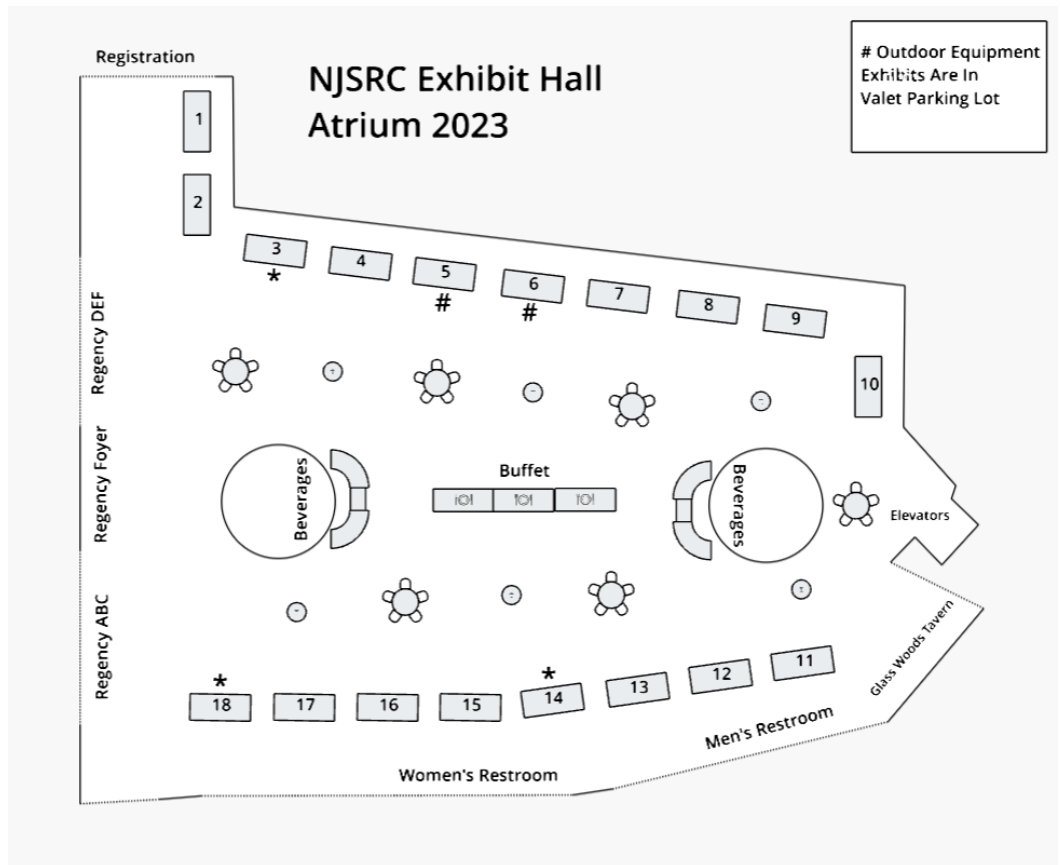 Registration
NJSRC Exhibit Hall
Atrium 2023
# Outdoor Equipment
Exhibits Are In
Valet Parking Lot
1
2
3
*
4
5
#
6
#
7
8
9
10
Regency DEF
Regency Foyer
Regency ABC
Beverages
Buffet
Beverages
Elevators
Glass Woods Tavern
*
18
17
16
15
*
14
13
12
11
Men's Restroom
Women's Restroom